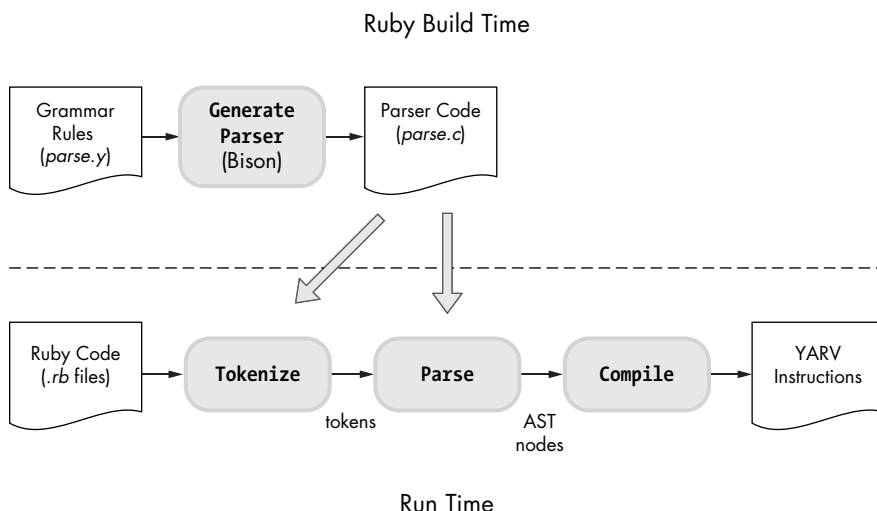 Ruby Build Time
Grammar
Rules
(parse.y)
Generate
Parser
(Bison)
Parser Code
(parse.c)
Ruby Code
(.rb files)
Tokenize
tokens
Parse
AST
nodes
Compile
YARV
Instructions
Run Time